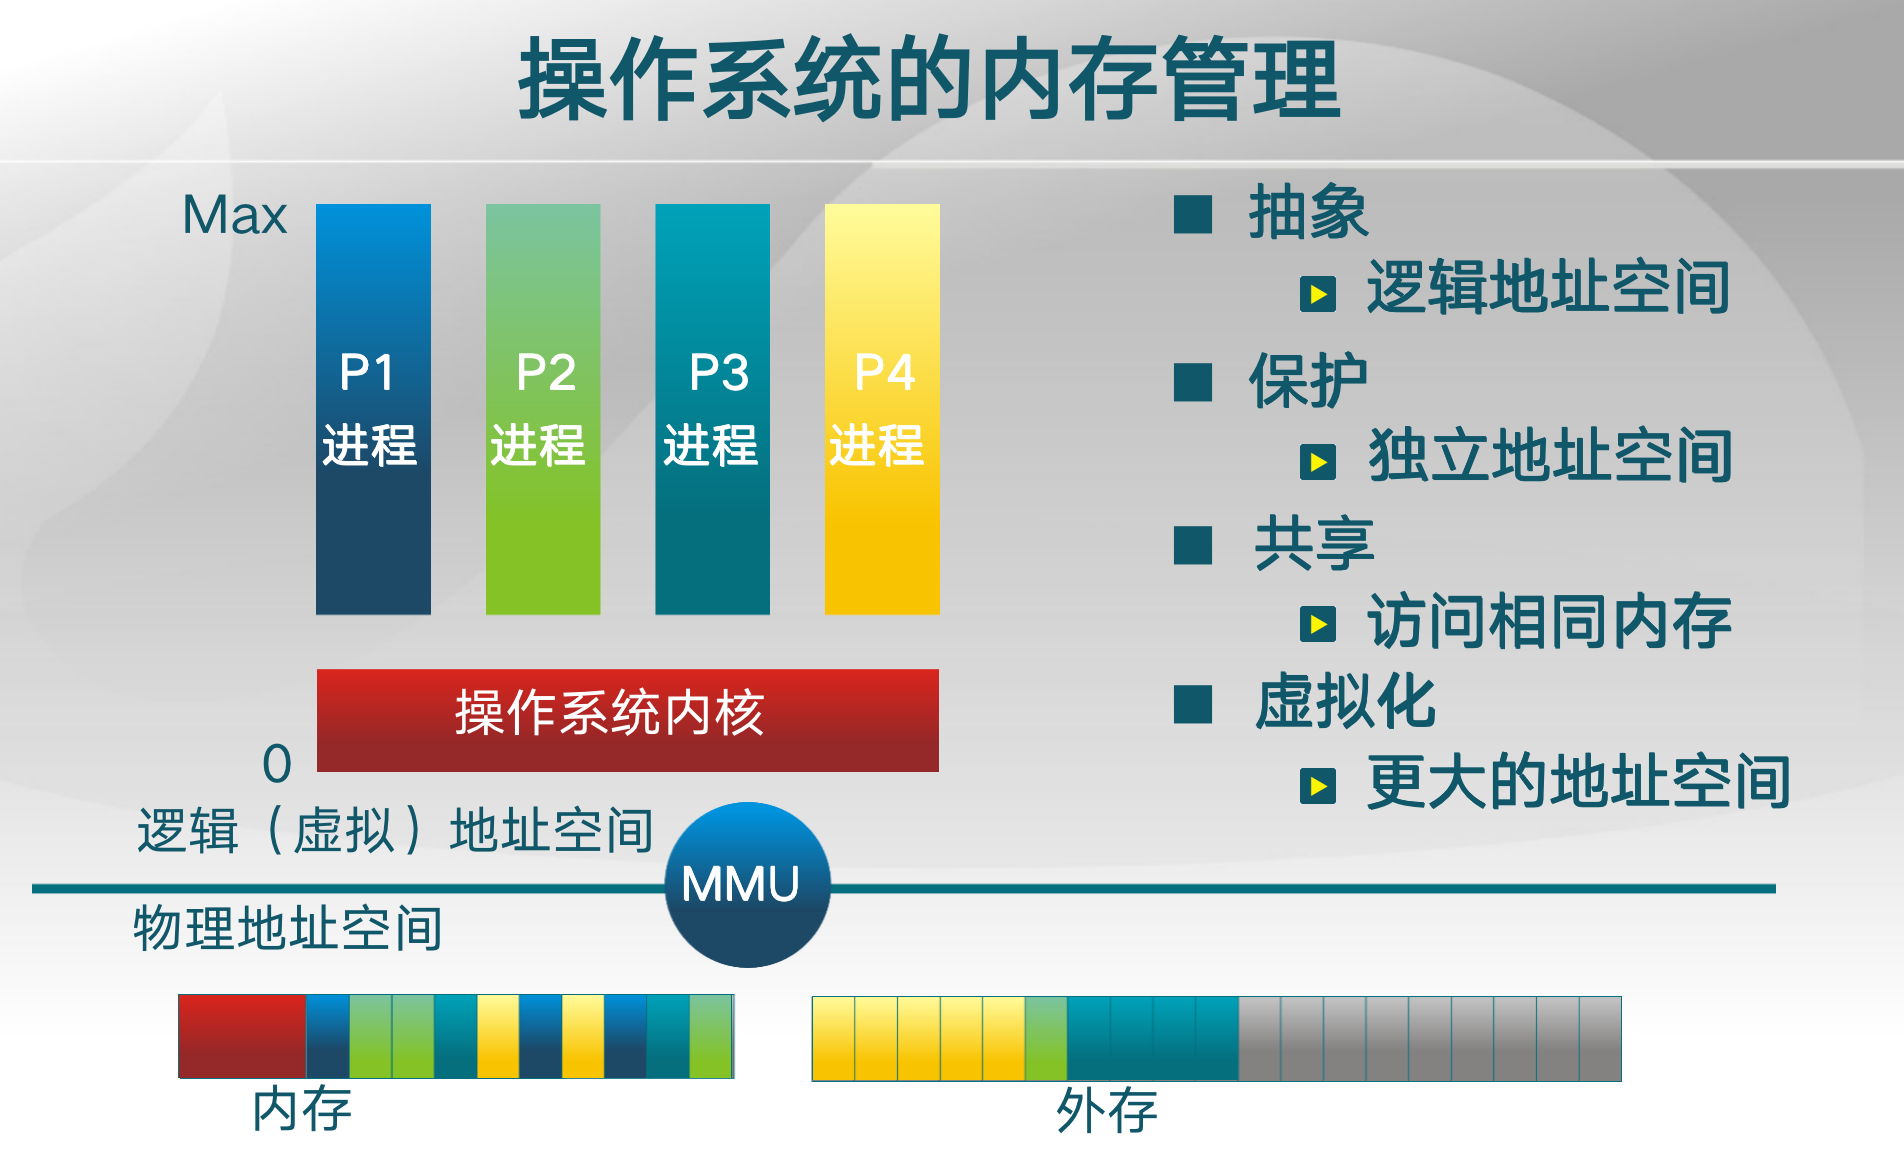 操作系统的内存管理
Max
P1
进程
P2
进程
P3
进程
P4
进程
操作系统内核
0
逻辑（虚拟）地址空间
MMU
物理地址空间
内存
外存
抽象
逻辑地址空间
保护
独立地址空间
共享
访问相同内存
虚拟化
更大的地址空间